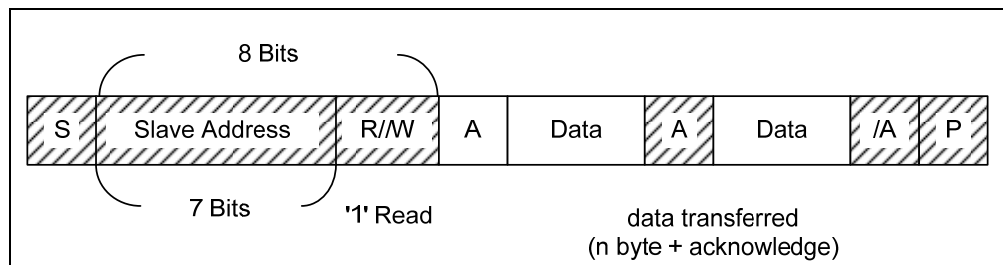 8 Bits
S Slave Address R//W A Data A Data /A P
7 Bits '1' Read data transferred
(n byte + acknowledge)